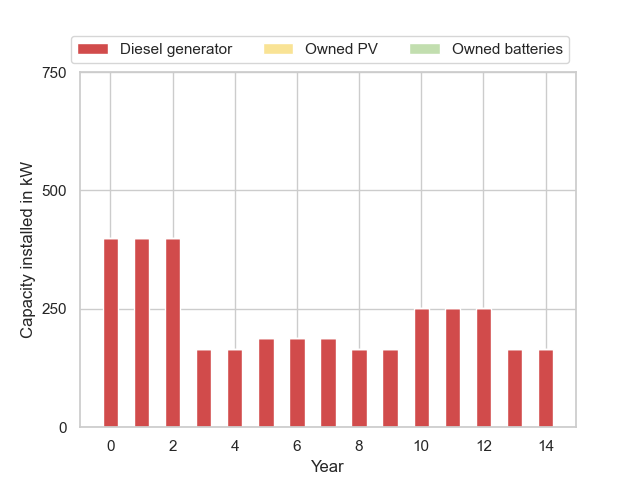 Diesel generator Owned PV Owned batteries
750
500
250
0
Capacity installed in kW
0 2 4 6 8 10 12 14
Year